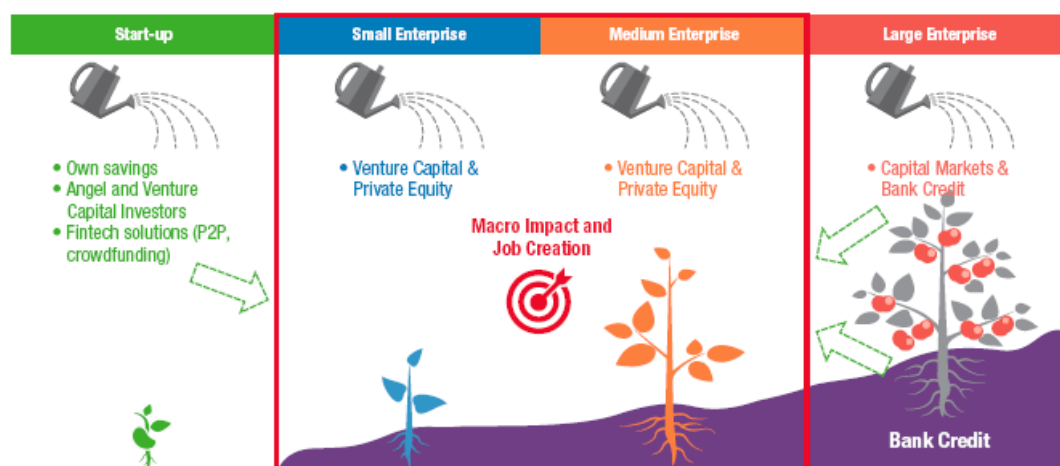 Start-up
Small Enterprise
Medium Enterprise
Large Enterprise
• Own savings
• Angel and Venture
Capital Investors
• Fintech solutions (P2P,
crowdfunding)
• Venture Capital &
Private Equity
• Venture Capital &
Private Equity
• Capital Markets &
Bank Credit
Macro Impact and
Job Creation
Bank Credit